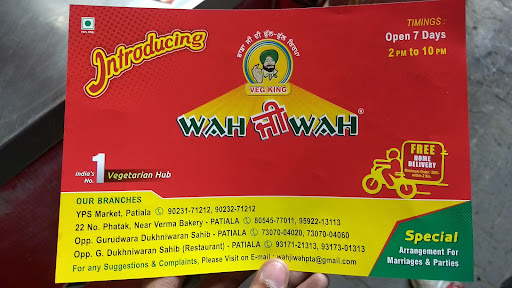 Introducing
VEG KING
WAH ਜੀ WAH ®
TIMINGS :
Open 7 Days
2 PM to 10 PM
FREE
HOME
DELIVERY
India's
No. 1 Vegetarian Hub
OUR BRANCHES
YPS Market, Patiala 90231-71212, 90232-71212
22 No. Phatak, Near Verma Bakery - PATIALA 80545-77011, 95922-13113
Opp. Gurudwara Dukhniwaran Sahib - PATIALA 73070-04020, 73070-04060
Opp. G. Dukhniwaran Sahib (Restaurant) - PATIALA 93171-21313, 93173-01313
For any Suggestions & Complaints, Please Visit on E-mail : wahjiwahpta@gmail.com
Special
Arrangement For
Marriages & Parties